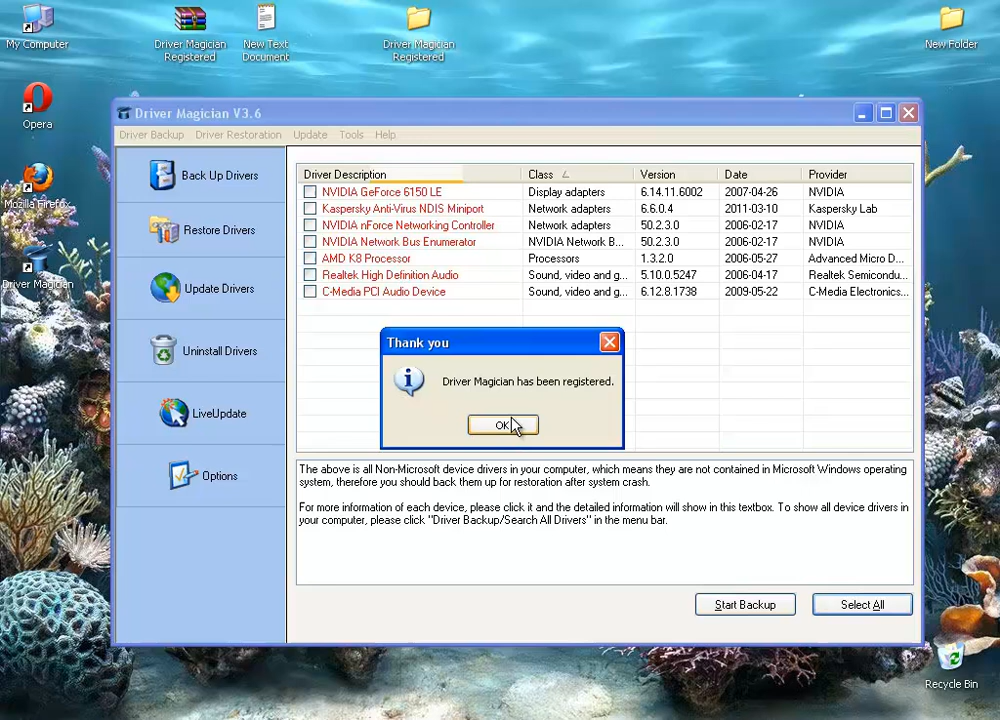 My Computer
Driver Magician
Registered
New Text
Document
Driver Magician
Registered
New Folder
Opera
Mozilla Firefox
Driver Magician
Recycle Bin
Driver Magician V3.6
Driver Backup Driver Restoration Update Tools Help
Back Up Drivers
Restore Drivers
Update Drivers
Uninstall Drivers
LiveUpdate
Options
Driver Description Class Version Date Provider
NVIDIA GeForce 6150 LE Display adapters 6.14.11.6002 2007-04-26 NVIDIA
Kaspersky Anti-Virus NDIS Miniport Network adapters 6.6.0.4 2011-03-10 Kaspersky Lab
NVIDIA nForce Networking Controller Network adapters 50.2.3.0 2006-02-17 NVIDIA
NVIDIA Network Bus Enumerator NVIDIA Network B... 50.2.3.0 2006-02-17 NVIDIA
AMD K8 Processor Processors 1.3.2.0 2006-05-27 Advanced Micro D...
Realtek High Definition Audio Sound, video and g... 5.10.0.5247 2006-04-17 Realtek Semicondu...
C-Media PCI Audio Device Sound, video and g... 6.12.8.1738 2009-05-22 C-Media Electronics...
Thank you
Driver Magician has been registered.
OK
The above is all Non-Microsoft device drivers in your computer, which means they are not contained in Microsoft Windows operating
system, therefore you should back them up for restoration after system crash.
For more information of each device, please click it and the detailed information will show in this textbox. To show all device drivers in
your computer, please click "Driver Backup/Search All Drivers" in the menu bar.
Start Backup
Select All